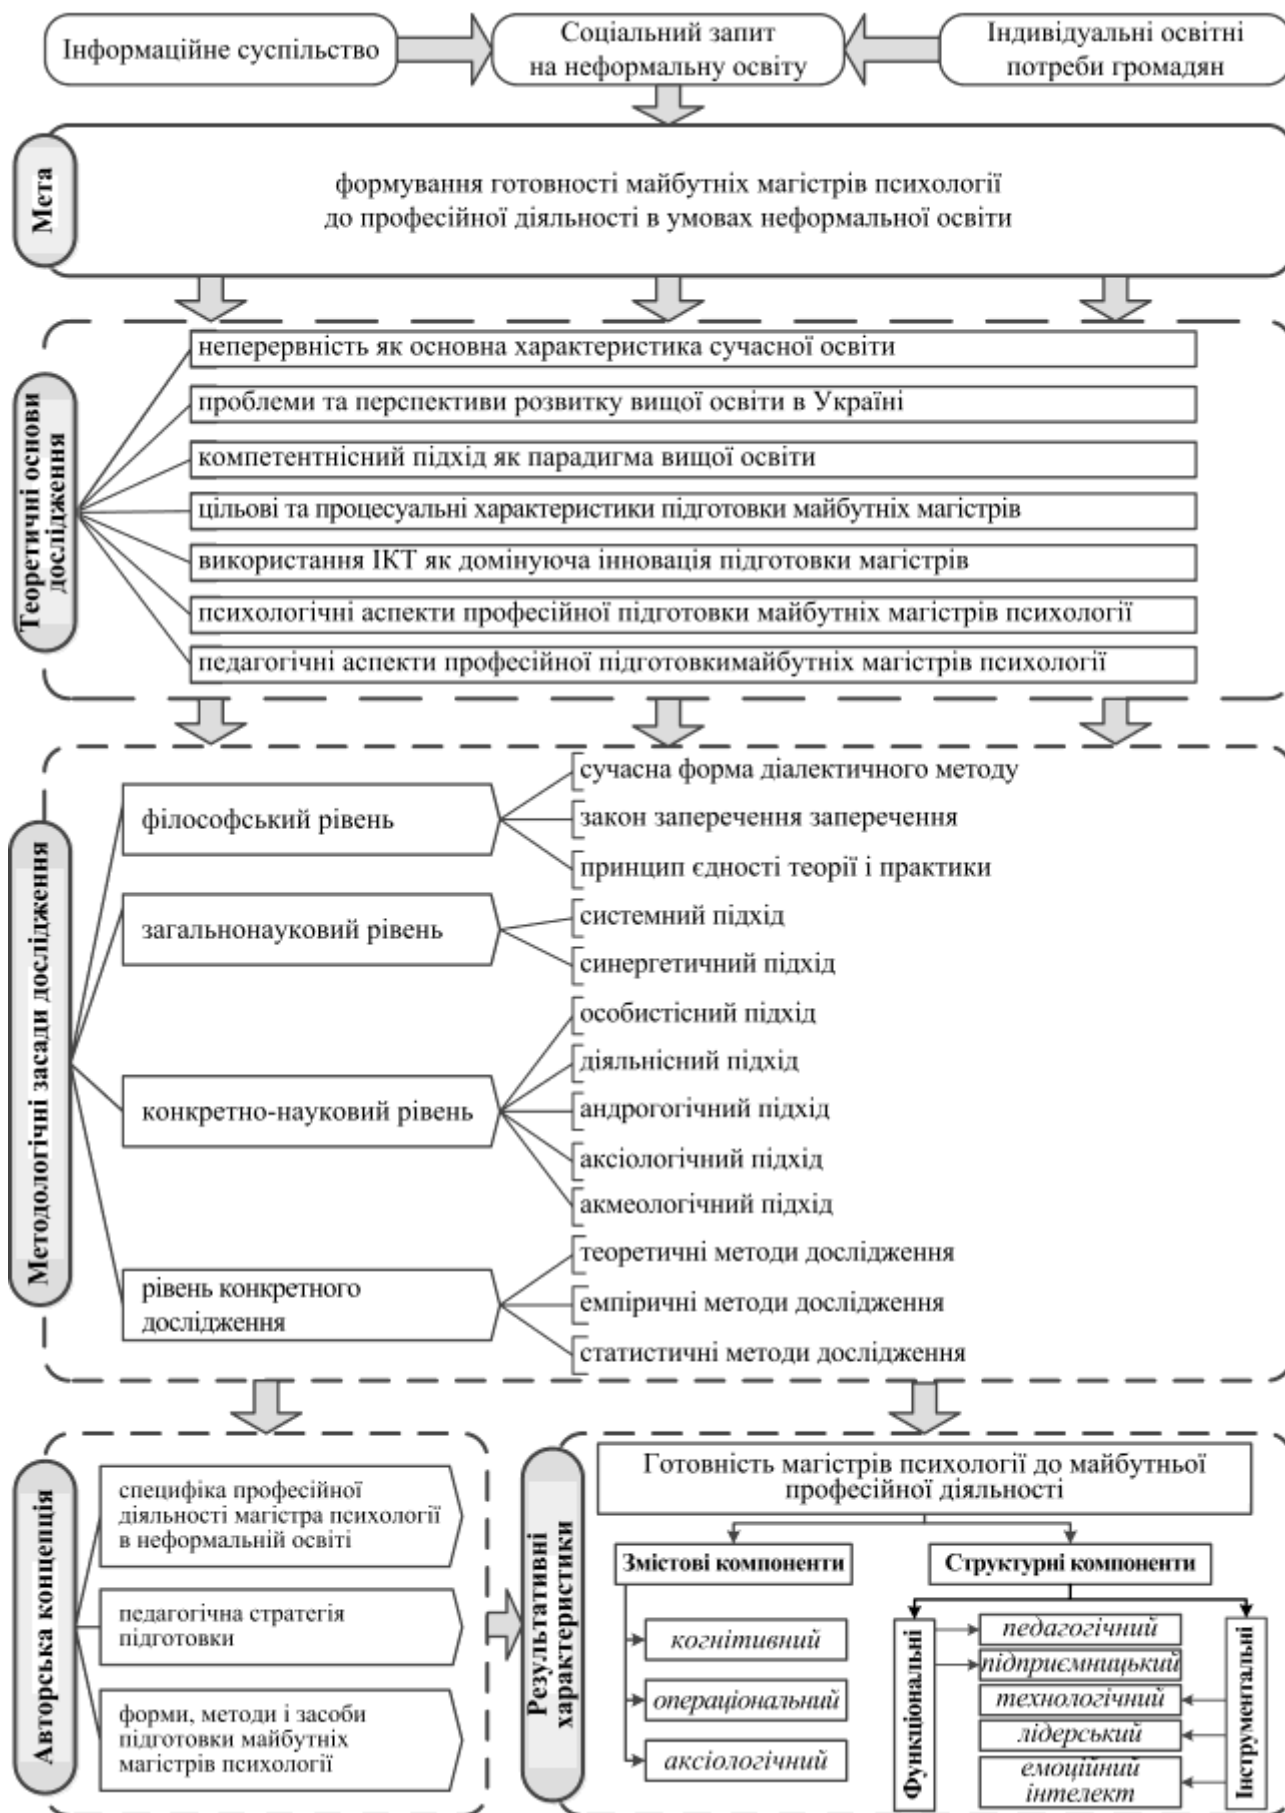 Інформаційне суспільство
Соціальний запит
на неформальну освіту
Індивідуальні освітні
потреби громадян
Мета
формування готовності майбутніх магістрів психології
до професійної діяльності в умовах неформальної освіти
Теоретичні основи
дослідження
неперервність як основна характеристика сучасної освіти
проблеми та перспективи розвитку вищої освіти в Україні
компетентнісний підхід як парадигма вищої освіти
цільові та процесуальні характеристики підготовки майбутніх магістрів
використання ІКТ як домінуюча інновація підготовки магістрів
психологічні аспекти професійної підготовки майбутніх магістрів психології
педагогічні аспекти професійної підготовкимайбутніх магістрів психології
Методологічні засади дослідження
філософський рівень
сучасна форма діалектичного методу
закон заперечення заперечення
принцип єдності теорії і практики
загальнонауковий рівень
системний підхід
синергетичний підхід
конкретно-науковий рівень
особистісний підхід
діяльнісний підхід
андрогогічний підхід
аксіологічний підхід
акмеологічний підхід
рівень конкретного
дослідження
теоретичні методи дослідження
емпіричні методи дослідження
статистичні методи дослідження
Авторська концепція
специфіка професійної
діяльності магістра психології
в неформальній освіті
педагогічна стратегія
підготовки
форми, методи і засоби
підготовки майбутніх
магістрів психології
Результативні
характеристики
Готовність магістрів психології до майбутньої
професійної діяльності
Змістові компоненти
когнітивний
операціональний
аксіологічний
Структурні компоненти
Функціональні
педагогічний
підприємницький
технологічний
лідерський
емоційний
інтелект
Інструментальні